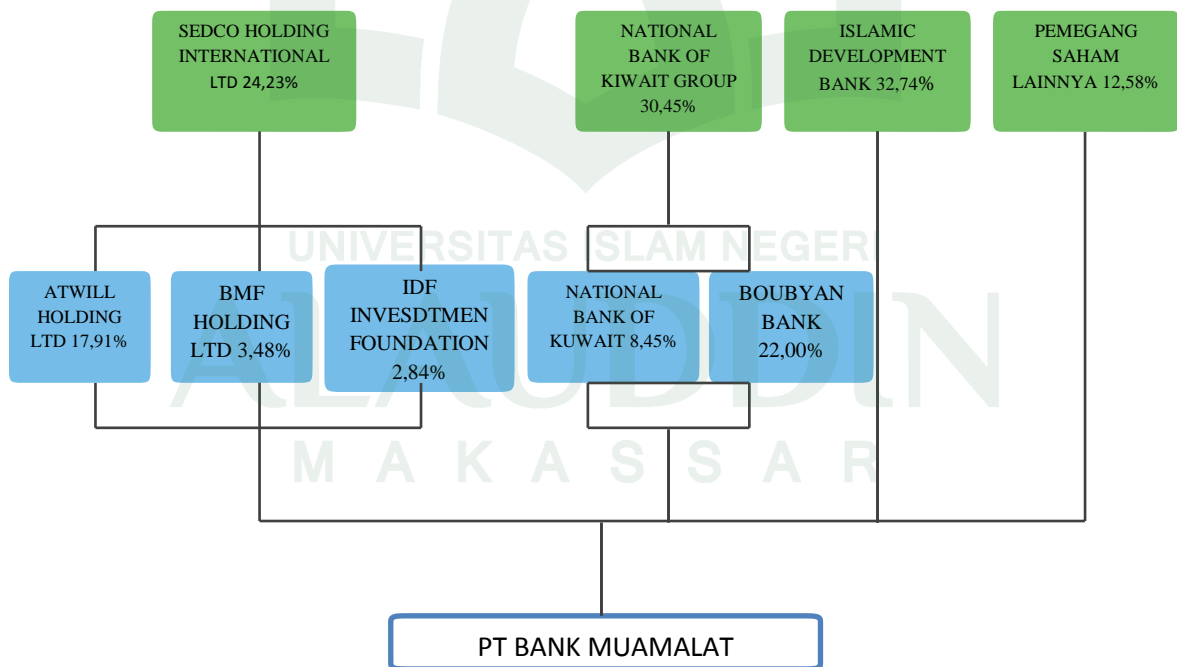 SEDCO HOLDING
INTERNATIONAL
LTD 24,23%
NATIONAL
BANK OF
KIWAIT GROUP
30,45%
ISLAMIC
DEVELOPMENT
BANK 32,74%
PEMEGANG
SAHAM
LAINNYA 12,58%
UNIVERSITAS ISLAM NEGERI
ATWILL
HOLDING
LTD 17,91%
BMF
HOLDING
LTD 3,48%
IDF
INVESDTMEN
FOUNDATION
2,84%
NATIONAL
BANK OF
KUWAIT 8,45%
BOUBYAN
BANK
22,00%
ALAUDDIN
MAKASSAR
PT BANK MUAMALAT